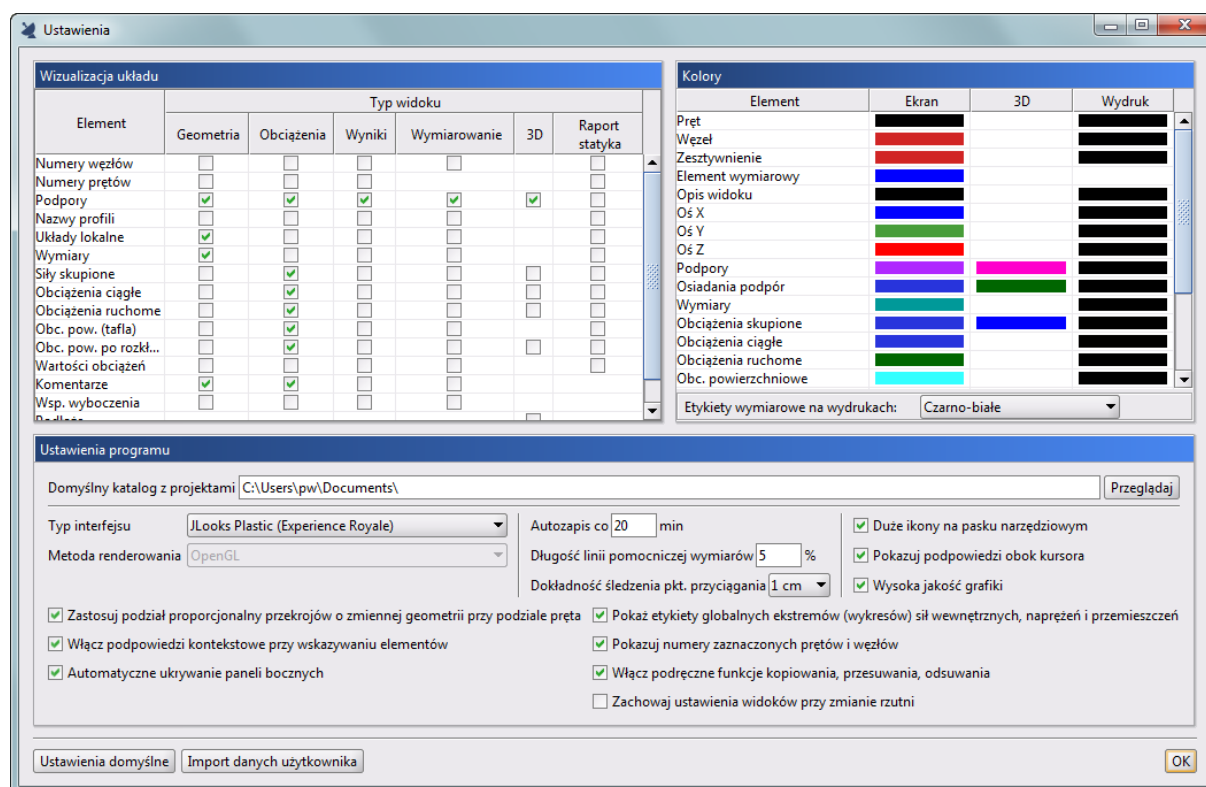 Ustawienia
Wizualizacja układu
Element
Typ widoku
Geometria Obciążenia Wyniki Wymiarowanie 3D Raport statyka
Numery węzłów
Numery prętów
Podpory
Nazwy profili
Układy lokalne
Wymiary
Siły skupione
Obciążenia ciągłe
Obciążenia ruchome
Obc. pow. (tafla)
Obc. pow. po rozkł...
Wartości obciążeń
Komentarze
Wsp. wyboczenia
Kolory
Element Ekran 3D Wydruk
Pręt
Węzeł
Zesztywnienie
Element wymiarowy
Opis widoku
Oś X
Oś Y
Oś Z
Podpory
Osiadania podpór
Wymiary
Obciążenia skupione
Obciążenia ciągłe
Obciążenia ruchome
Obc. powierzchniowe
Etykiety wymiarowe na wydrukach: Czarno-białe
Ustawienia programu
Domyślny katalog z projektami C:\Users\pw\Documents\ Przeglądaj
Typ interfejsu JLooks Plastic (Experience Royale)
Metoda renderowania OpenGL
Autozapis co 20 min
Długość linii pomocniczej wymiarów 5 %
Dokładność śledzenia pkt. przyciągania 1 cm
Duże ikony na pasku narzędziowym
Pokazuj podpowiedzi obok kursora
Wysoka jakość grafiki
Zastosuj podział proporcjonalny przekrojów o zmiennej geometrii przy podziale pręta
Włącz podpowiedzi kontekstowe przy wskazywaniu elementów
Automatyczne ukrywanie paneli bocznych
Pokaż etykiety globalnych ekstremów (wykresów) sił wewnętrznych, naprężeń i przemieszczeń
Pokazuj numery zaznaczonych prętów i węzłów
Włącz podręczne funkcje kopiowania, przesuwania, odsuwania
Zachowaj ustawienia widoków przy zmianie rzutni
Ustawienia domyślne Import danych użytkownika OK